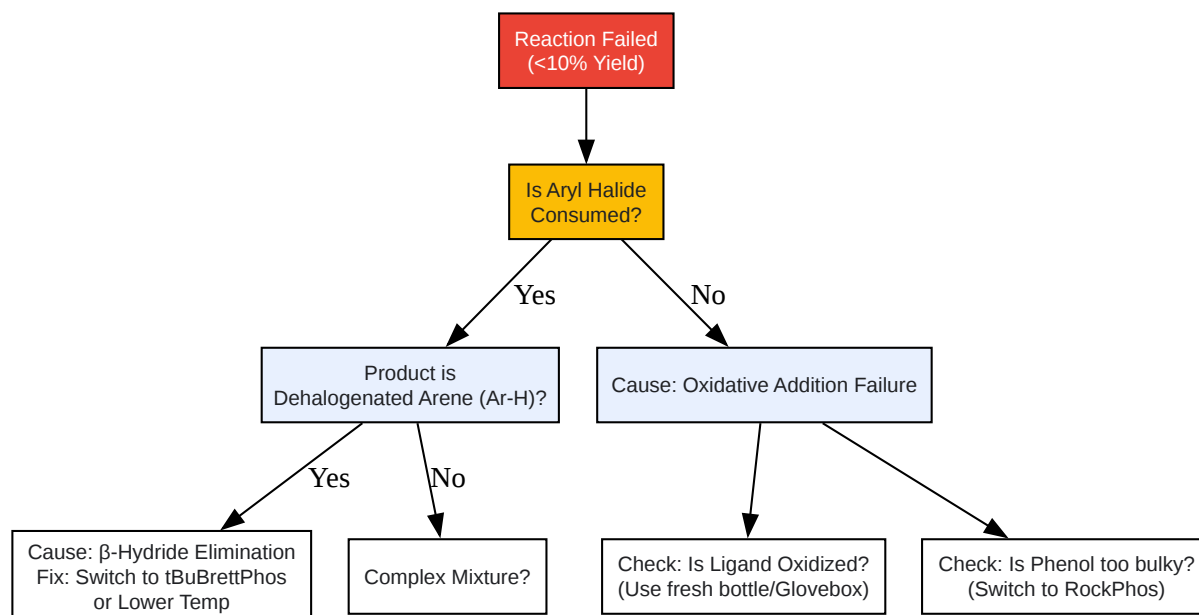 Reaction Failed
(<10% Yield)
Is Aryl Halide
Consumed?
Yes
No
Product is
Dehalogenated Arene (Ar-H)?
Cause: Oxidative Addition Failure
Yes
No
Cause: β-Hydride Elimination
Fix: Switch to tBuBrettPhos
or Lower Temp
Complex Mixture?
Check: Is Ligand Oxidized?
(Use fresh bottle/Glovebox)
Check: Is Phenol too bulky?
(Switch to RockPhos)